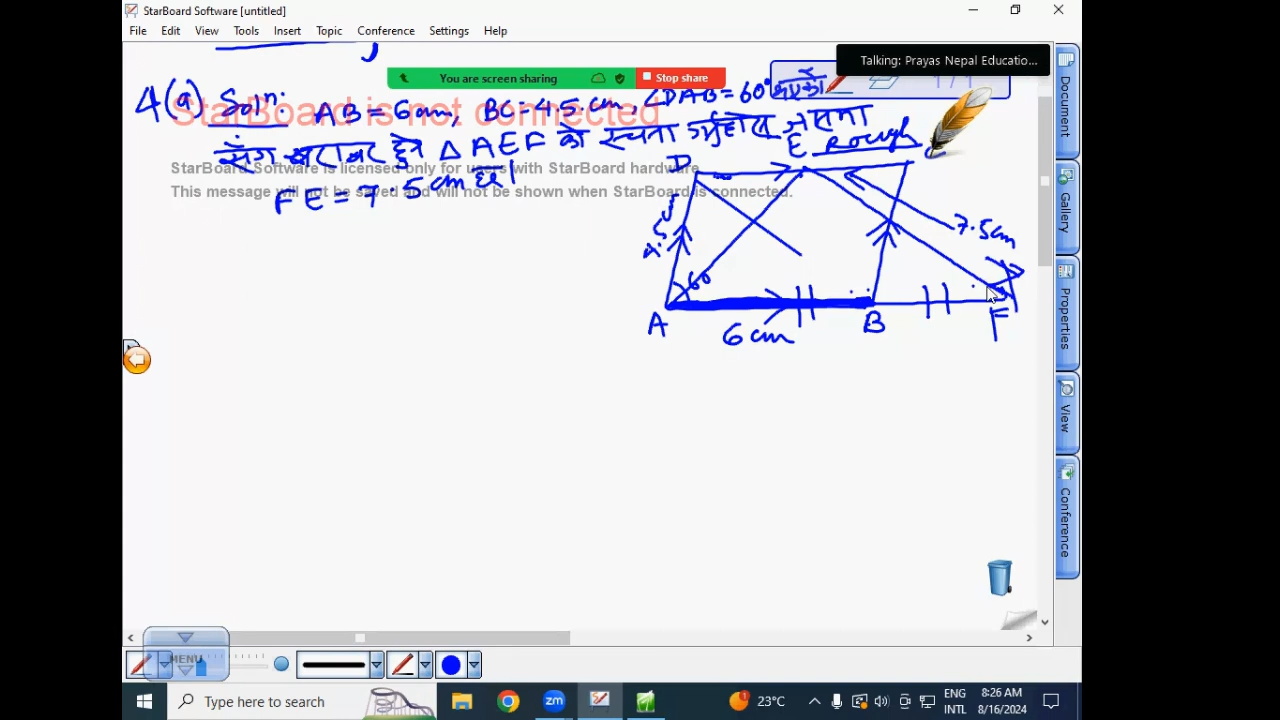 StarBoard Software [untitled]
File Edit View Tools Insert Topic Conference Settings Help
Talking: Prayas Nepal Educatio...
You are screen sharing
Stop share
4(a) Soln:
AB = 6cm, BC = 4.5 cm, ∠DAB = 60°
StarBoard is not connected
Δ AEF को रचना
Rough
StarBoard Software is licensed only for users with StarBoard hardware.
This message will not be saved and will not be shown when StarBoard is connected.
FE = 7.5 cm छ।
D E
7.5cm
60
A B F
6 cm
Document
Gallery
Properties
View
Conference
MENU
Type here to search
23°C
ENG
INTL
8:26 AM
8/16/2024